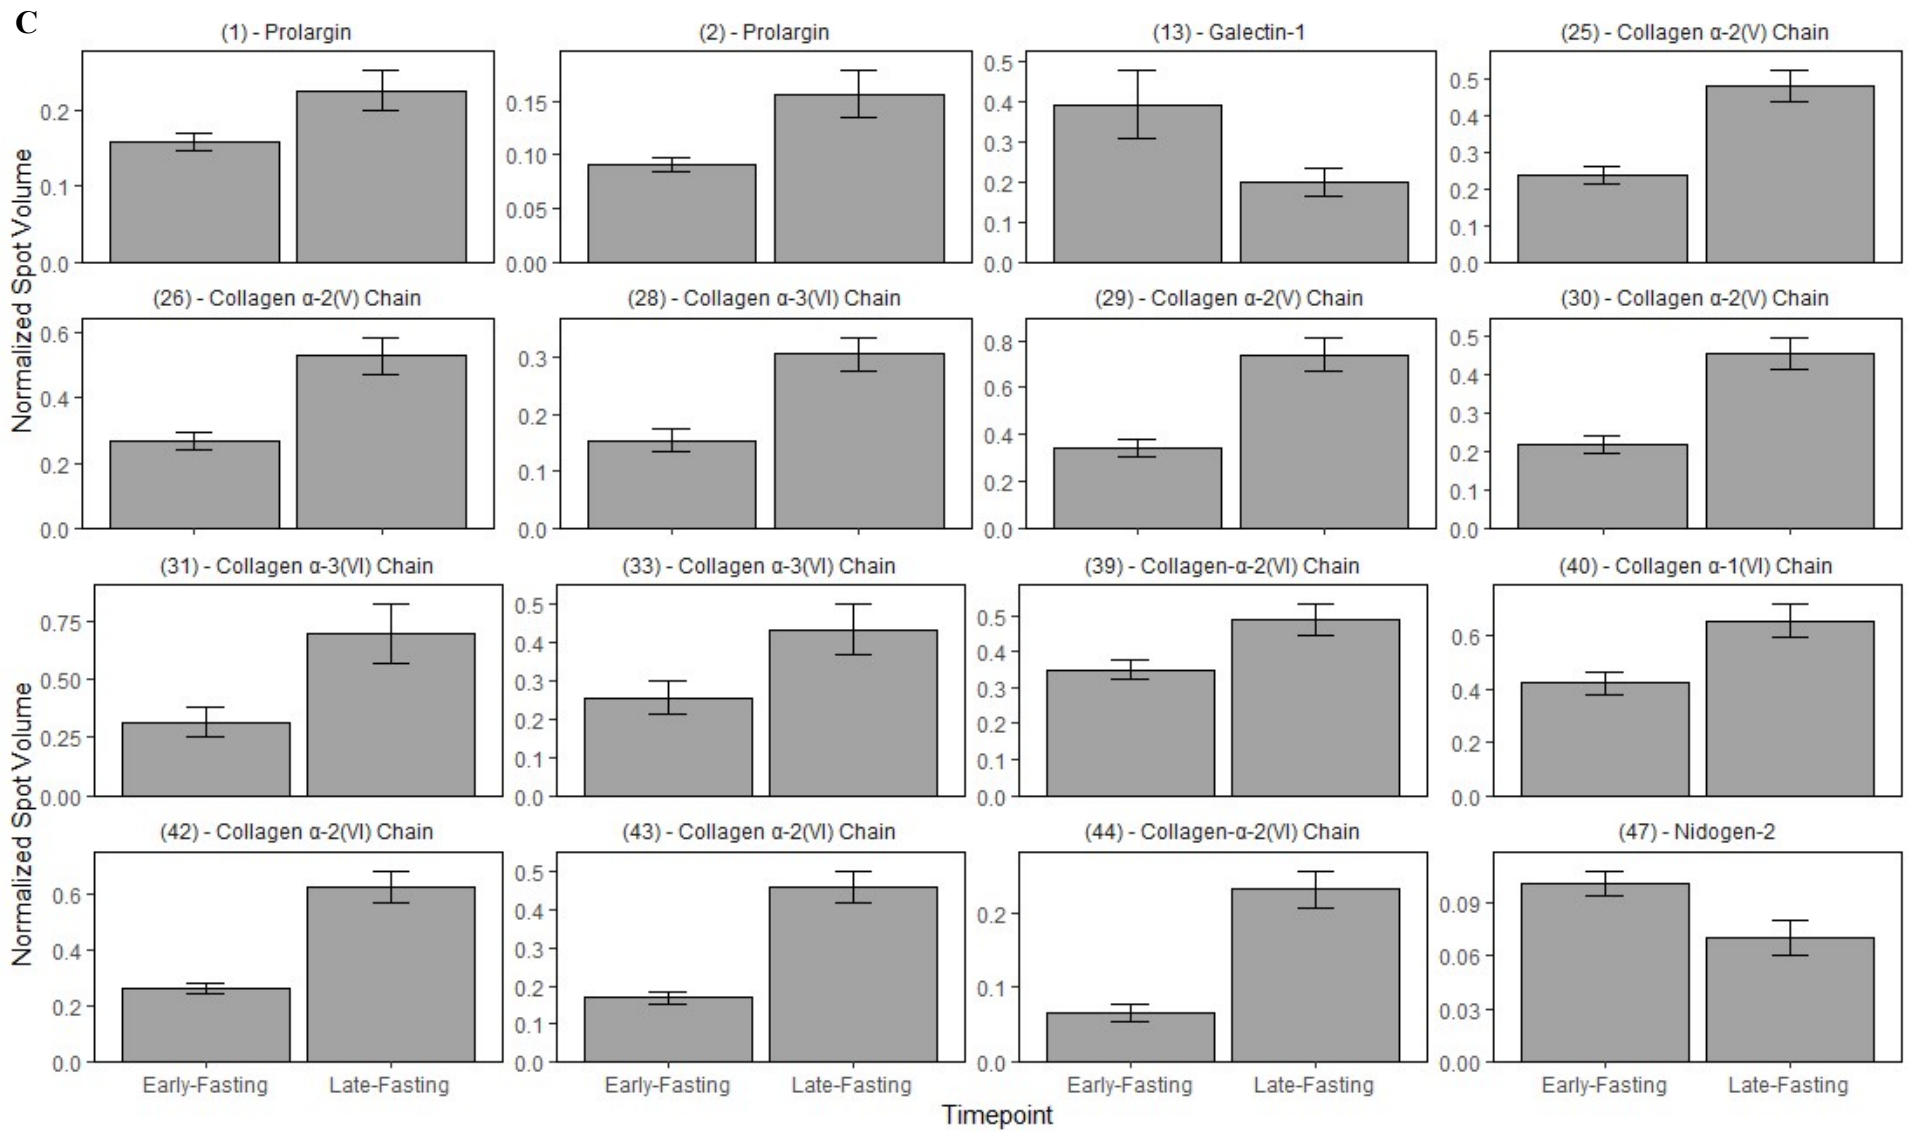 C
(1) - Prolargin
(2) - Prolargin
(13) - Galectin-1
(25) - Collagen α-2(V) Chain
0.2
0.1
0.0
0.15
0.10
0.05
0.00
0.5
0.4
0.3
0.2
0.1
0.0
0.5
0.4
0.3
0.2
0.1
0.0
Normalized Spot Volume
(26) - Collagen α-2(V) Chain
(28) - Collagen α-3(VI) Chain
(29) - Collagen α-2(V) Chain
(30) - Collagen α-2(V) Chain
0.6
0.4
0.2
0.0
0.3
0.2
0.1
0.0
0.8
0.6
0.4
0.2
0.0
0.5
0.4
0.3
0.2
0.1
0.0
(31) - Collagen α-3(VI) Chain
(33) - Collagen α-3(VI) Chain
(39) - Collagen-α-2(VI) Chain
(40) - Collagen α-1(VI) Chain
0.75
0.50
0.25
0.00
0.5
0.4
0.3
0.2
0.1
0.0
0.5
0.4
0.3
0.2
0.1
0.0
0.6
0.4
0.2
0.0
Normalized Spot Volume
(42) - Collagen α-2(VI) Chain
(43) - Collagen α-2(VI) Chain
(44) - Collagen-α-2(VI) Chain
(47) - Nidogen-2
0.6
0.4
0.2
0.0
0.5
0.4
0.3
0.2
0.1
0.0
0.2
0.1
0.0
0.09
0.06
0.03
0.00
Early-Fasting
Late-Fasting
Early-Fasting
Late-Fasting
Early-Fasting
Late-Fasting
Early-Fasting
Late-Fasting
Timepoint